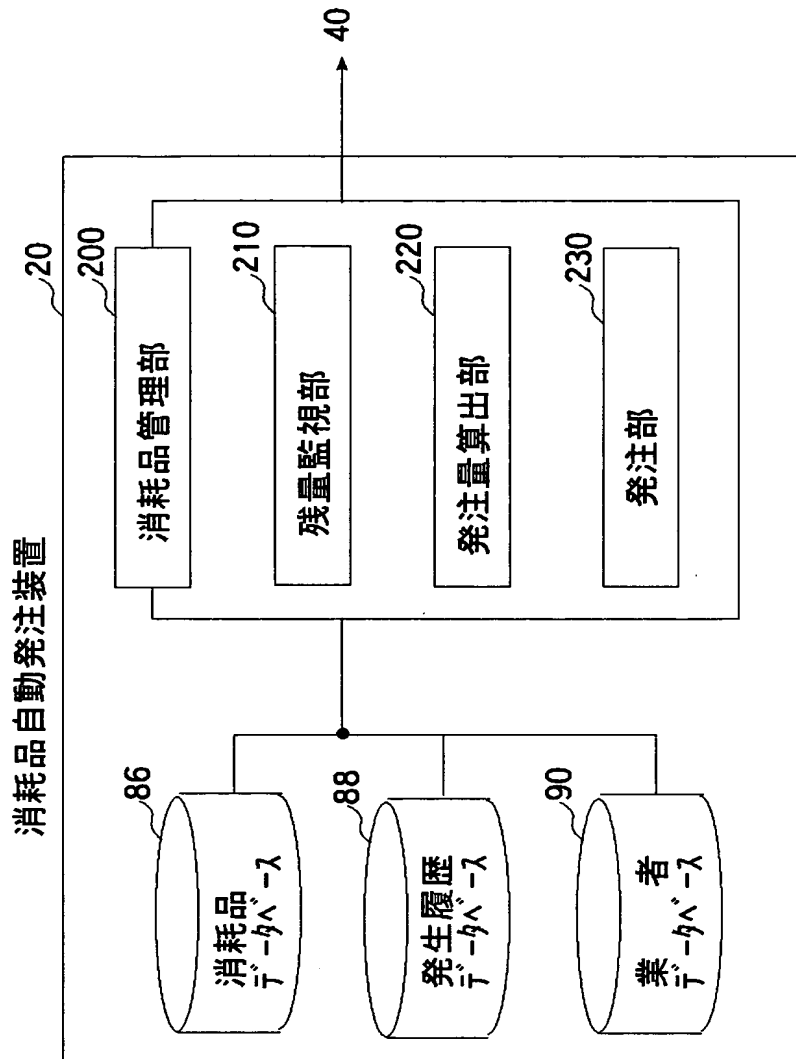 消耗品自動発注装置
20
86
消耗品
データベース
88
発生履歴
データベース
90
業者
データベース
200
消耗品管理部
210
残量監視部
220
発注量算出部
230
発注部
40